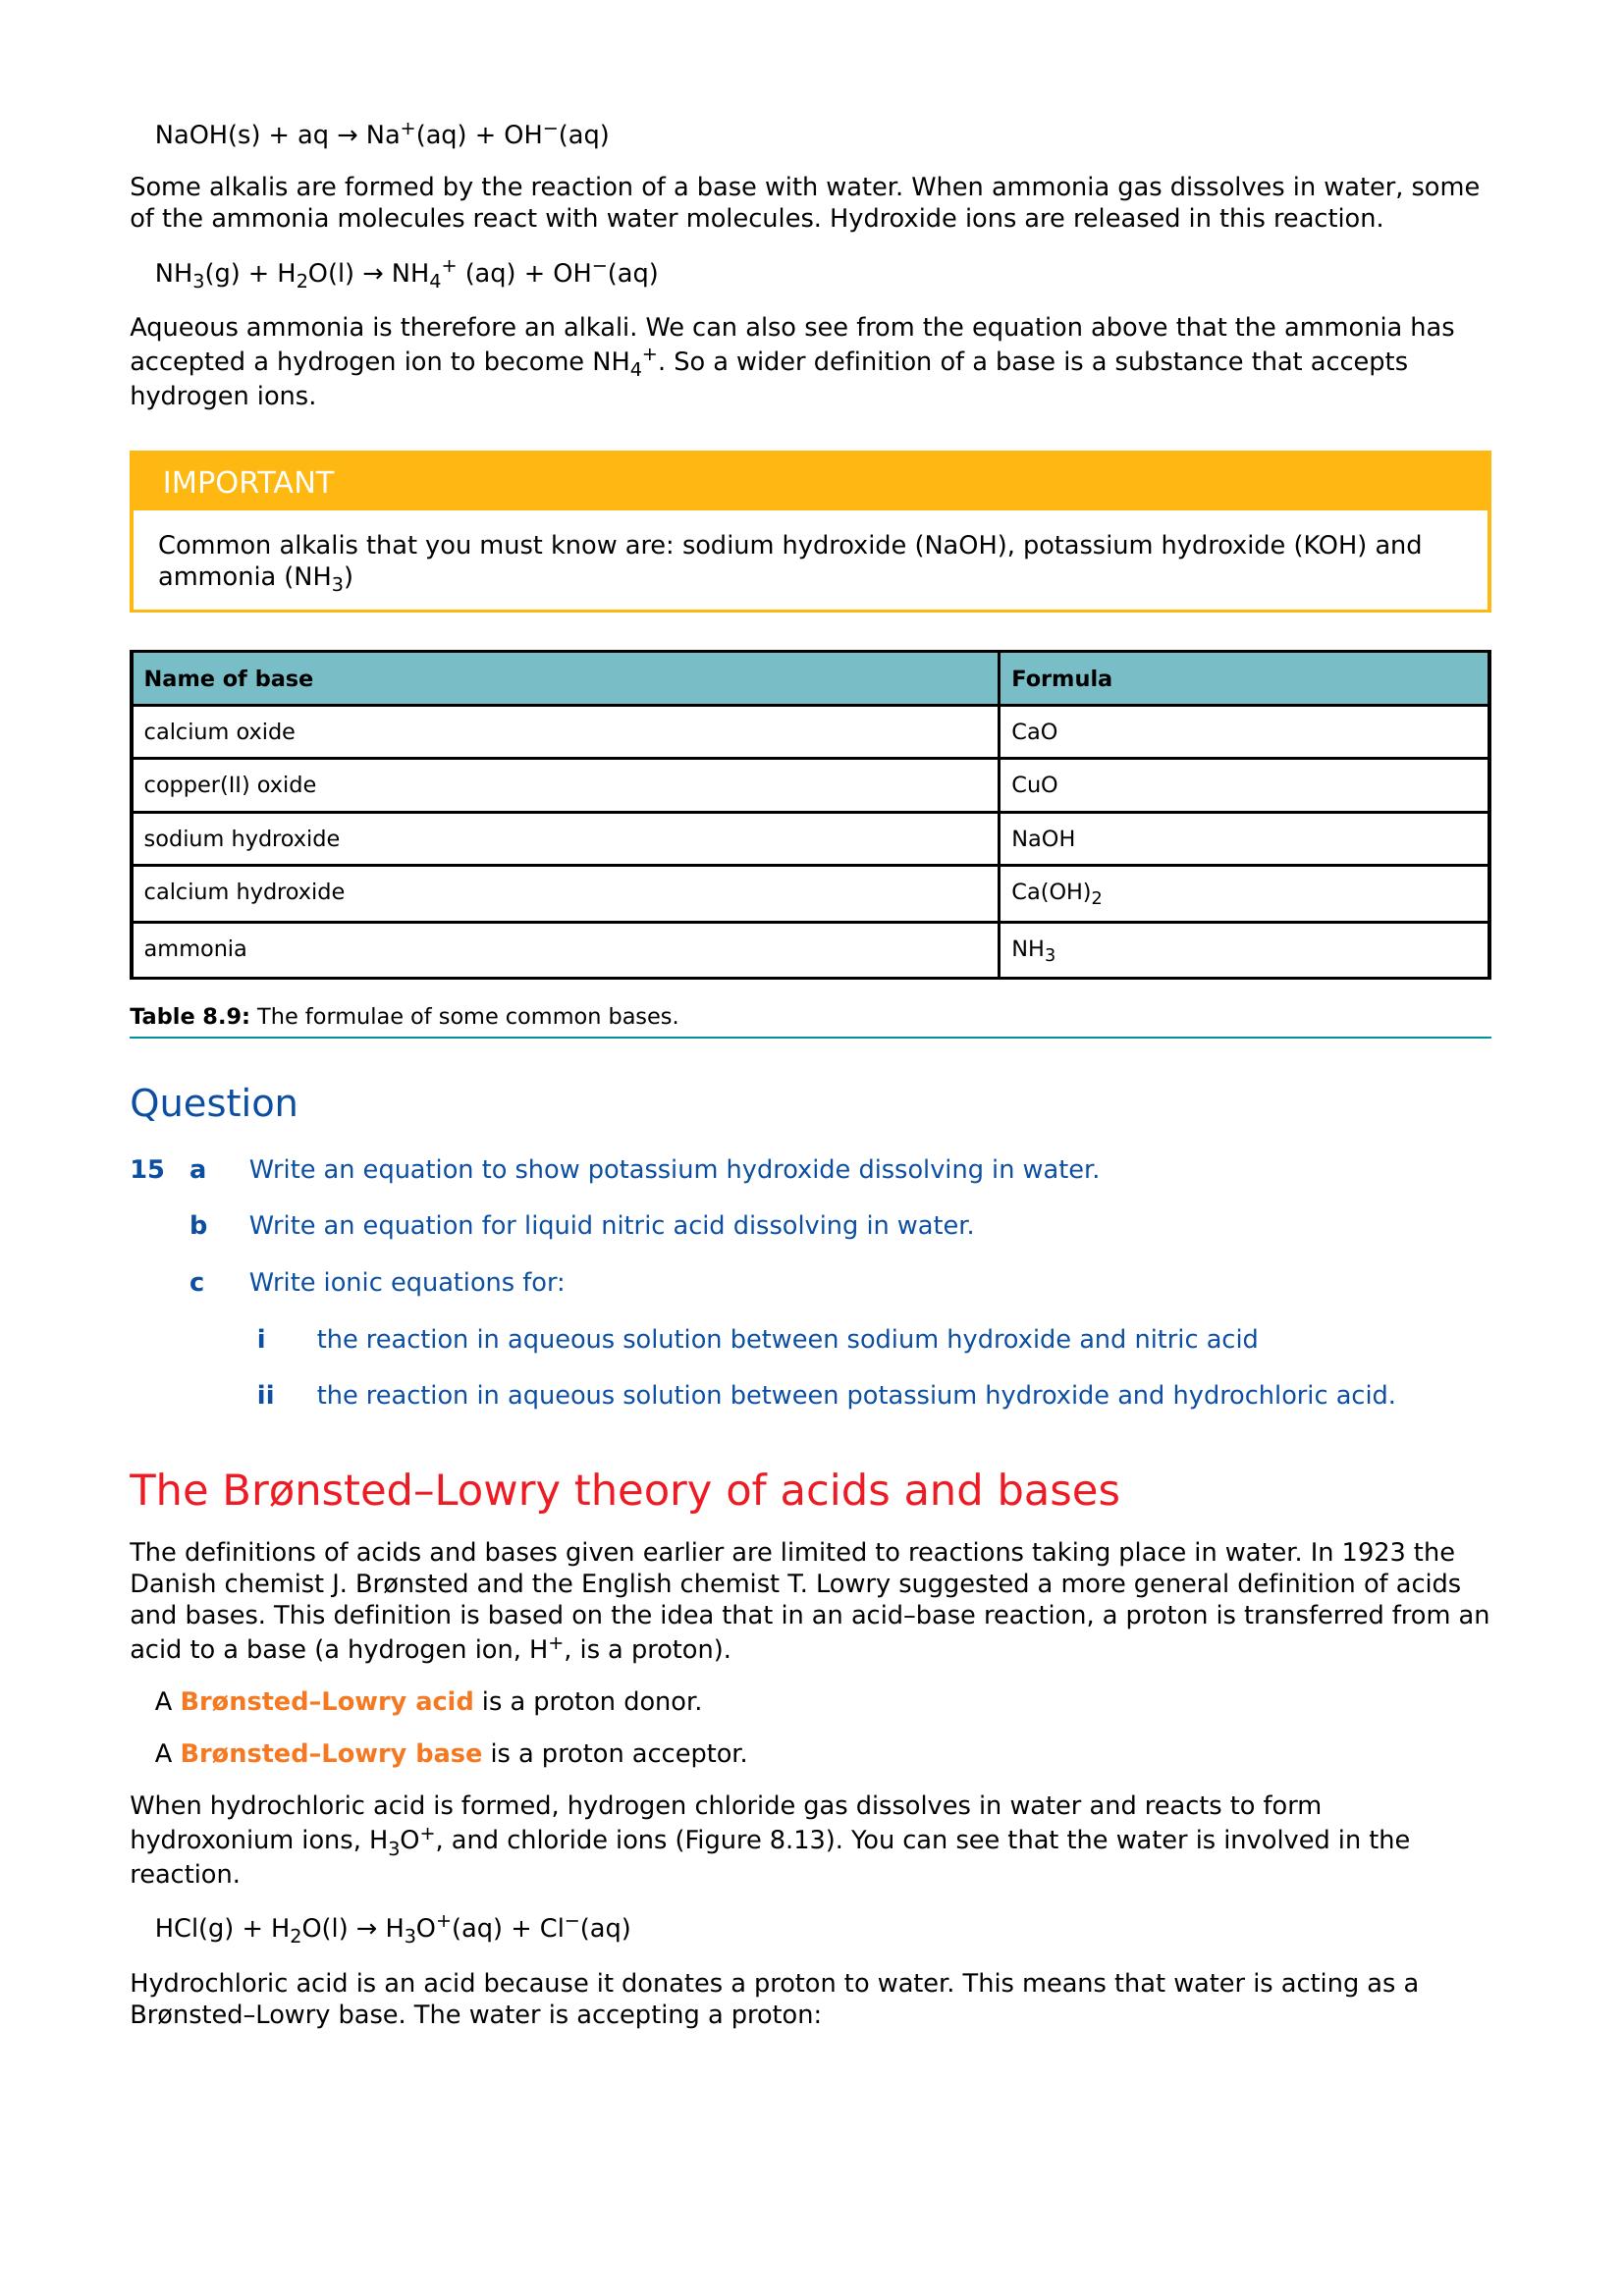 NaOH(s) + aq → Na⁺(aq) + OH⁻(aq)
Some alkalis are formed by the reaction of a base with water. When ammonia gas dissolves in water, some
of the ammonia molecules react with water molecules. Hydroxide ions are released in this reaction.
NH₃(g) + H₂O(l) → NH₄⁺ (aq) + OH⁻(aq)
Aqueous ammonia is therefore an alkali. We can also see from the equation above that the ammonia has
accepted a hydrogen ion to become NH₄⁺. So a wider definition of a base is a substance that accepts
hydrogen ions.
IMPORTANT
Common alkalis that you must know are: sodium hydroxide (NaOH), potassium hydroxide (KOH) and
ammonia (NH₃)
Name of base Formula
calcium oxide CaO
copper(II) oxide CuO
sodium hydroxide NaOH
calcium hydroxide Ca(OH)₂
ammonia NH₃
Table 8.9: The formulae of some common bases.
Question
15 a Write an equation to show potassium hydroxide dissolving in water.
b Write an equation for liquid nitric acid dissolving in water.
c Write ionic equations for:
i the reaction in aqueous solution between sodium hydroxide and nitric acid
ii the reaction in aqueous solution between potassium hydroxide and hydrochloric acid.
The Brønsted–Lowry theory of acids and bases
The definitions of acids and bases given earlier are limited to reactions taking place in water. In 1923 the
Danish chemist J. Brønsted and the English chemist T. Lowry suggested a more general definition of acids
and bases. This definition is based on the idea that in an acid–base reaction, a proton is transferred from an
acid to a base (a hydrogen ion, H⁺, is a proton).
A Brønsted–Lowry acid is a proton donor.
A Brønsted–Lowry base is a proton acceptor.
When hydrochloric acid is formed, hydrogen chloride gas dissolves in water and reacts to form
hydroxonium ions, H₃O⁺, and chloride ions (Figure 8.13). You can see that the water is involved in the
reaction.
HCl(g) + H₂O(l) → H₃O⁺(aq) + Cl⁻(aq)
Hydrochloric acid is an acid because it donates a proton to water. This means that water is acting as a
Brønsted–Lowry base. The water is accepting a proton: